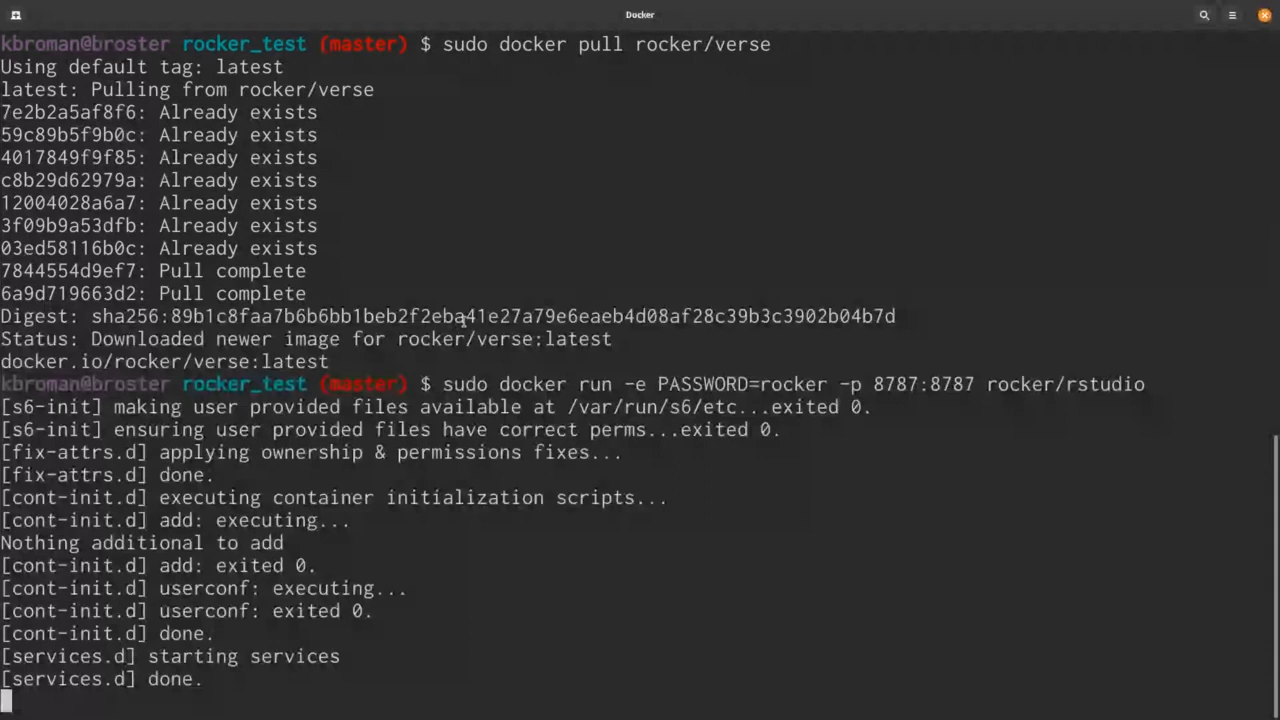 Docker
kbroman@broster rocker_test (master) $ sudo docker pull rocker/verse
Using default tag: latest
latest: Pulling from rocker/verse
7e2b2a5af8f6: Already exists
59c89b5f9b0c: Already exists
4017849f9f85: Already exists
c8b29d62979a: Already exists
12004028a6a7: Already exists
3f09b9a53dfb: Already exists
03ed58116b0c: Already exists
7844554d9ef7: Pull complete
6a9d719663d2: Pull complete
Digest: sha256:89b1c8faa7b6b6bb1beb2f2eba41e27a79e6eaeb4d08af28c39b3c3902b04b7d
Status: Downloaded newer image for rocker/verse:latest
docker.io/rocker/verse:latest
kbroman@broster rocker_test (master) $ sudo docker run -e PASSWORD=rocker -p 8787:8787 rocker/rstudio
[s6-init] making user provided files available at /var/run/s6/etc...exited 0.
[s6-init] ensuring user provided files have correct perms...exited 0.
[fix-attrs.d] applying ownership & permissions fixes...
[fix-attrs.d] done.
[cont-init.d] executing container initialization scripts...
[cont-init.d] add: executing...
Nothing additional to add
[cont-init.d] add: exited 0.
[cont-init.d] userconf: executing...
[cont-init.d] userconf: exited 0.
[cont-init.d] done.
[services.d] starting services
[services.d] done.